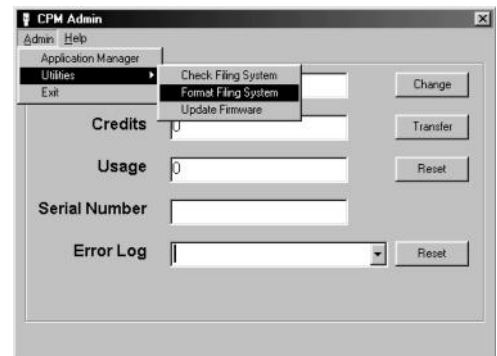 CPM Admin
Admin Help
Application Manager
Utilities
Exit
Check Filing System
Format Filing System
Update Firmware
Change
Credits 0 Transfer
Usage 0 Reset
Serial Number
Error Log Reset